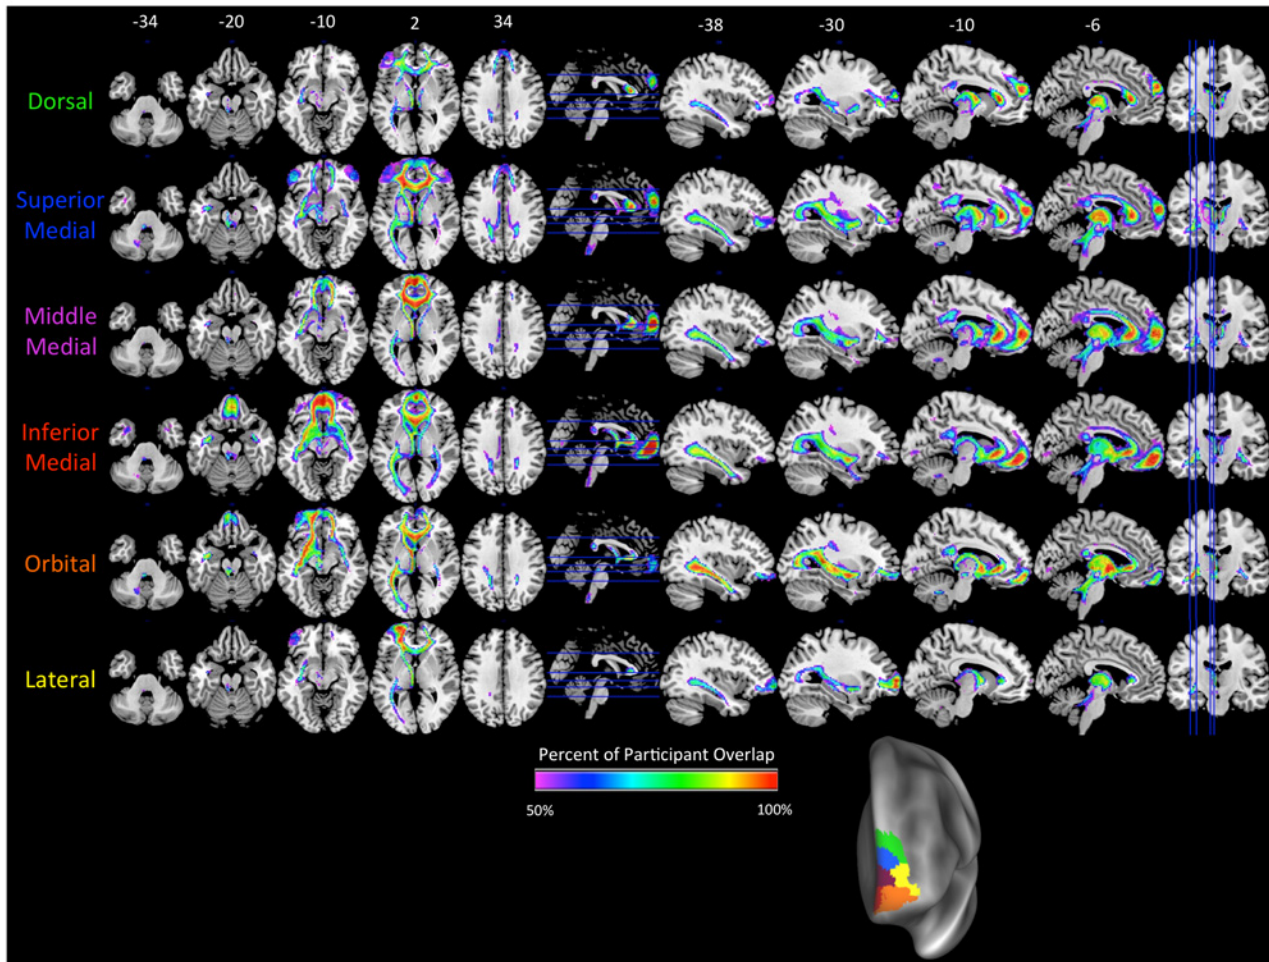 -34 -20 -10 2 34 -38 -30 -10 -6
Dorsal
Superior
Medial
Middle
Medial
Inferior
Medial
Orbital
Lateral
Percent of Participant Overlap
50% 100%